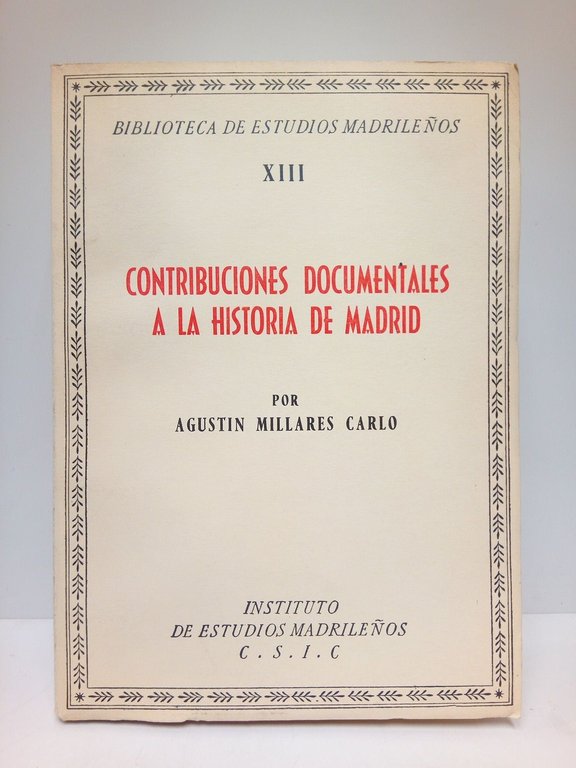 BIBLIOTECA DE ESTUDIOS MADRILEÑOS
XIII
CONTRIBUCIONES DOCUMENTALES
A LA HISTORIA DE MADRID
POR
AGUSTIN MILLARES CARLO
INSTITUTO
DE ESTUDIOS MADRILEÑOS
C . S . I . C